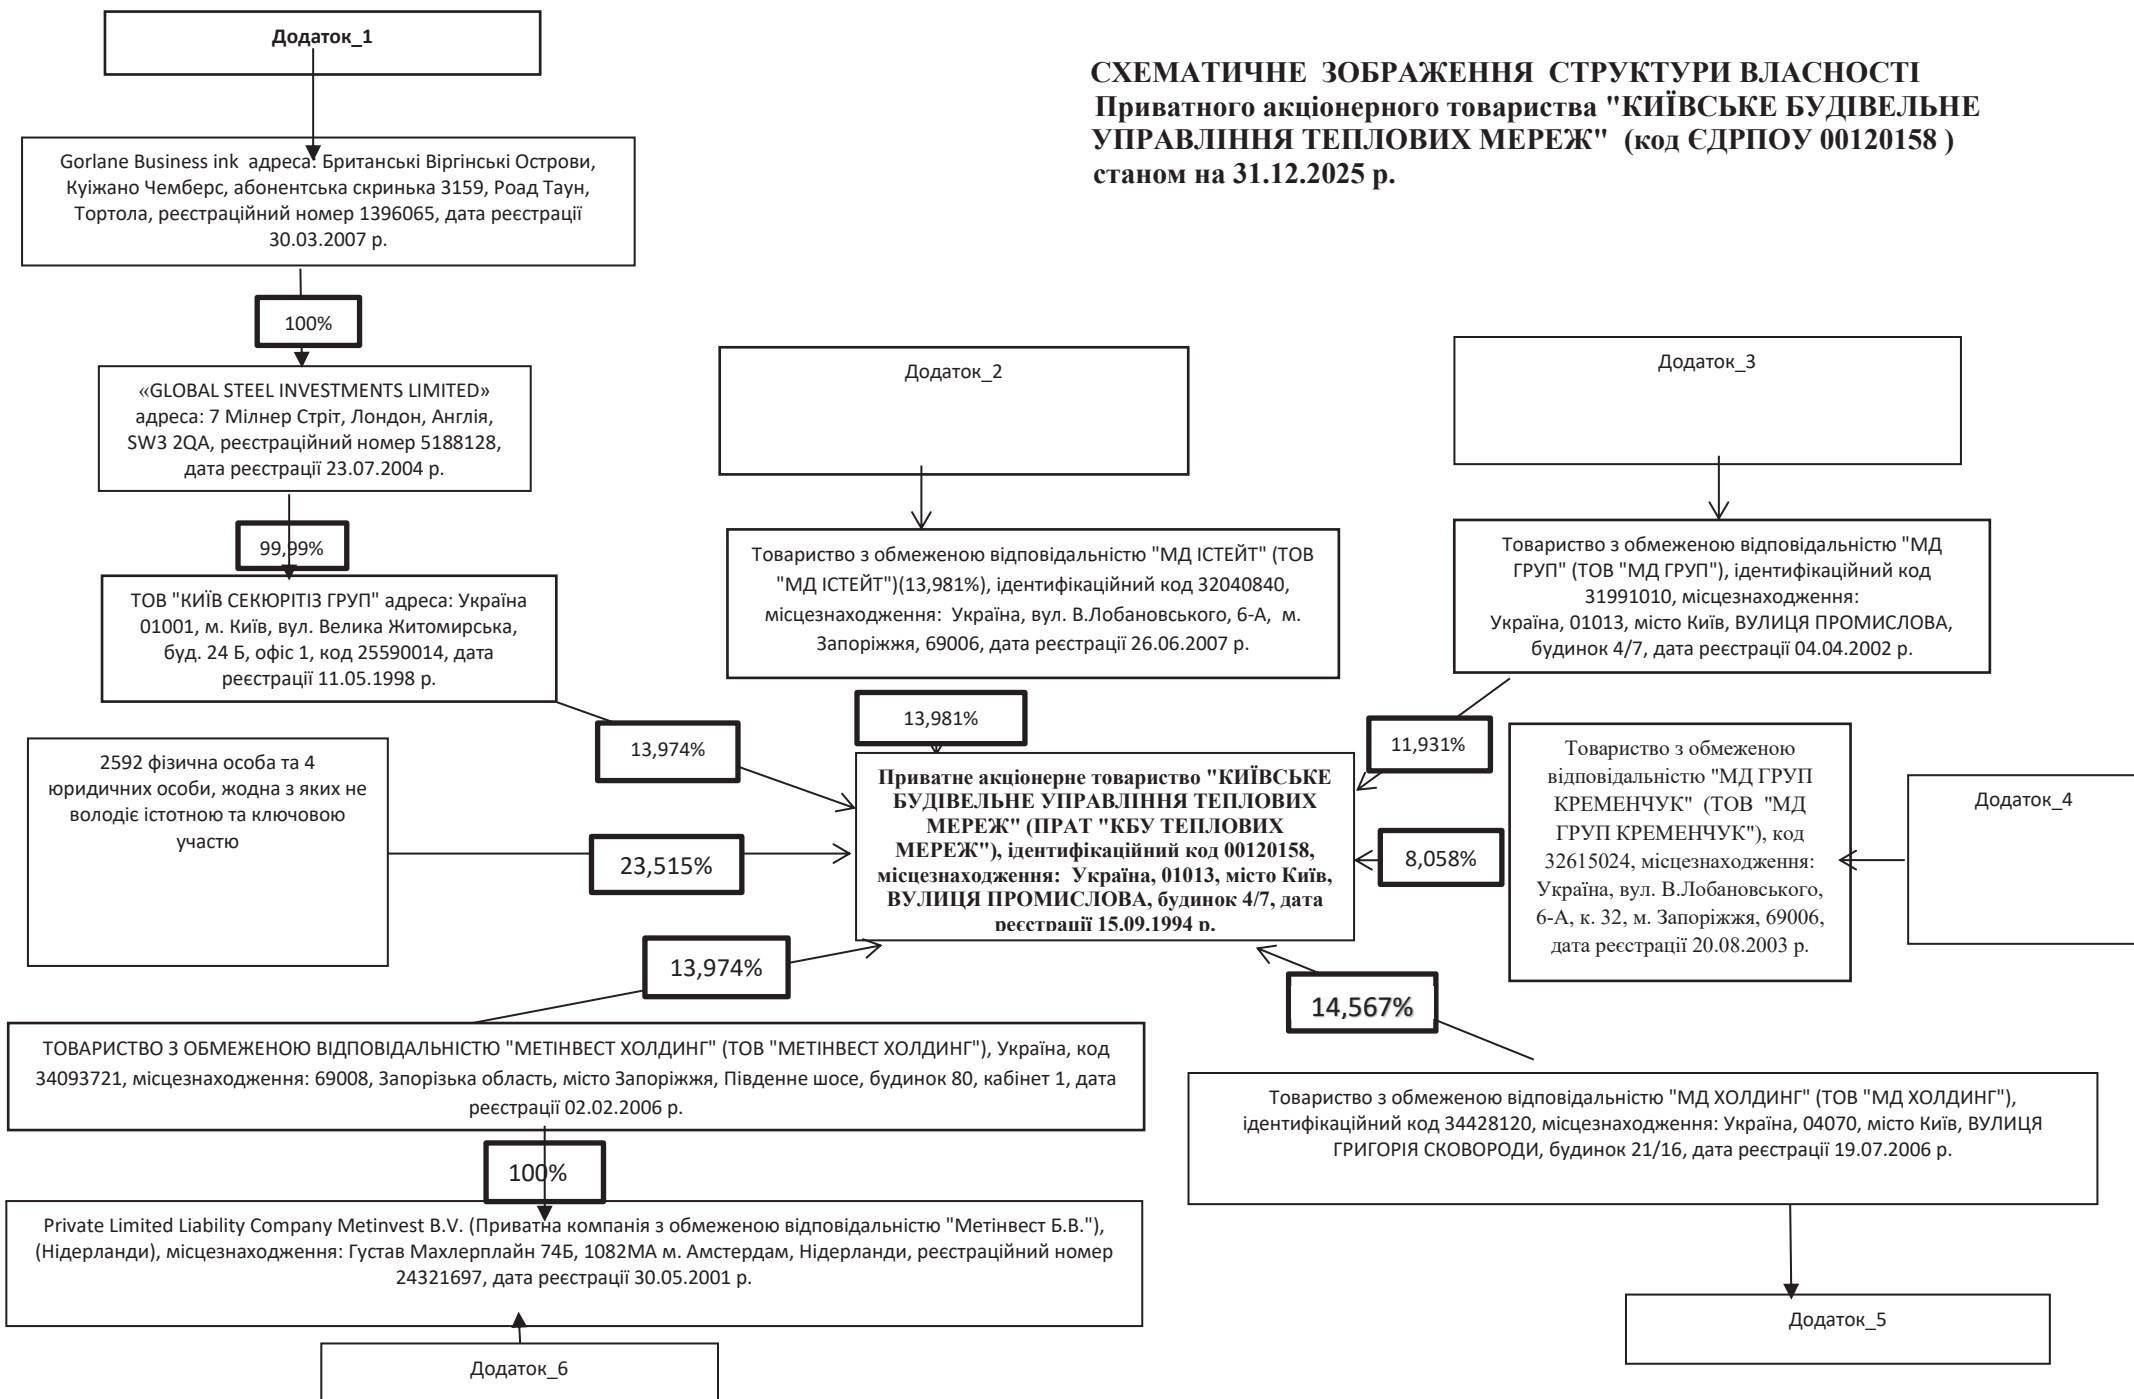 Додаток_1
СХЕМАТИЧНЕ ЗОБРАЖЕННЯ СТРУКТУРИ ВЛАСНОСТІ
Приватного акціонерного товариства "КИЇВСЬКЕ БУДІВЕЛЬНЕ
УПРАВЛІННЯ ТЕПЛОВИХ МЕРЕЖ" (код ЄДРПОУ 00120158 )
станом на 31.12.2025 р.
Gorlane Business ink адреса: Британські Віргінські Острови,
Куіжано Чемберс, абонентська скринька 3159, Роад Таун,
Тортола, реєстраційний номер 1396065, дата реєстрації
30.03.2007 р.
100%
«GLOBAL STEEL INVESTMENTS LIMITED»
адреса: 7 Мілнер Стріт, Лондон, Англія,
SW3 2QA, реєстраційний номер 5188128,
дата реєстрації 23.07.2004 р.
Додаток_2
Додаток_3
99,99%
ТОВ "КИЇВ СЕКЮРІТІЗ ГРУП" адреса: Україна
01001, м. Київ, вул. Велика Житомирська,
буд. 24 Б, офіс 1, код 25590014, дата
реєстрації 11.05.1998 р.
Товариство з обмеженою відповідальністю "МД ІСТЕЙТ" (ТОВ
"МД ІСТЕЙТ")(13,981%), ідентифікаційний код 32040840,
місцезнаходження: Україна, вул. В.Лобановського, 6-А, м.
Запоріжжя, 69006, дата реєстрації 26.06.2007 р.
Товариство з обмеженою відповідальністю "МД
ГРУП" (ТОВ "МД ГРУП"), ідентифікаційний код
31991010, місцезнаходження:
Україна, 01013, місто Київ, ВУЛИЦЯ ПРОМИСЛОВА,
будинок 4/7, дата реєстрації 04.04.2002 р.
13,974%
13,981%
11,931%
2592 фізична особа та 4
юридичних особи, жодна з яких не
володіє істотною та ключовою
участю
23,515%
Приватне акціонерне товариство "КИЇВСЬКЕ
БУДІВЕЛЬНЕ УПРАВЛІННЯ ТЕПЛОВИХ
МЕРЕЖ" (ПРАТ "КБУ ТЕПЛОВИХ
МЕРЕЖ"), ідентифікаційний код 00120158,
місцезнаходження: Україна, 01013, місто Київ,
ВУЛИЦЯ ПРОМИСЛОВА, будинок 4/7, дата
реєстрації 15.09.1994 р.
8,058%
Товариство з обмеженою
відповідальністю "МД ГРУП
КРЕМЕНЧУК" (ТОВ "МД
ГРУП КРЕМЕНЧУК"), код
32615024, місцезнаходження:
Україна, вул. В.Лобановського,
6-А, к. 32, м. Запоріжжя, 69006,
дата реєстрації 20.08.2003 р.
Додаток_4
13,974%
14,567%
ТОВАРИСТВО З ОБМЕЖЕНОЮ ВІДПОВІДАЛЬНІСТЮ "МЕТІНВЕСТ ХОЛДИНГ" (ТОВ "МЕТІНВЕСТ ХОЛДИНГ"), Україна, код
34093721, місцезнаходження: 69008, Запорізька область, місто Запоріжжя, Південне шосе, будинок 80, кабінет 1, дата
реєстрації 02.02.2006 р.
Товариство з обмеженою відповідальністю "МД ХОЛДИНГ" (ТОВ "МД ХОЛДИНГ"),
ідентифікаційний код 34428120, місцезнаходження: Україна, 04070, місто Київ, ВУЛИЦЯ
ГРИГОРІЯ СКОВОРОДИ, будинок 21/16, дата реєстрації 19.07.2006 р.
100%
Private Limited Liability Company Metinvest B.V. (Приватна компанія з обмеженою відповідальністю "Метінвест Б.В."),
(Нідерланди), місцезнаходження: Густав Махлерплайн 74Б, 1082МА м. Амстердам, Нідерланди, реєстраційний номер
24321697, дата реєстрації 30.05.2001 р.
Додаток_5
Додаток_6